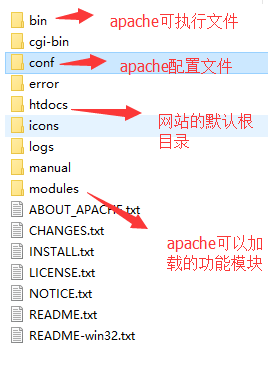 bin
apache可执行文件
cgi-bin
conf
apache配置文件
error
htdocs
网站的默认根
目录
icons
logs
manual
modules
apache可以加
载的功能模块
ABOUT_APACHE.txt
CHANGES.txt
INSTALL.txt
LICENSE.txt
NOTICE.txt
README.txt
README-win32.txt